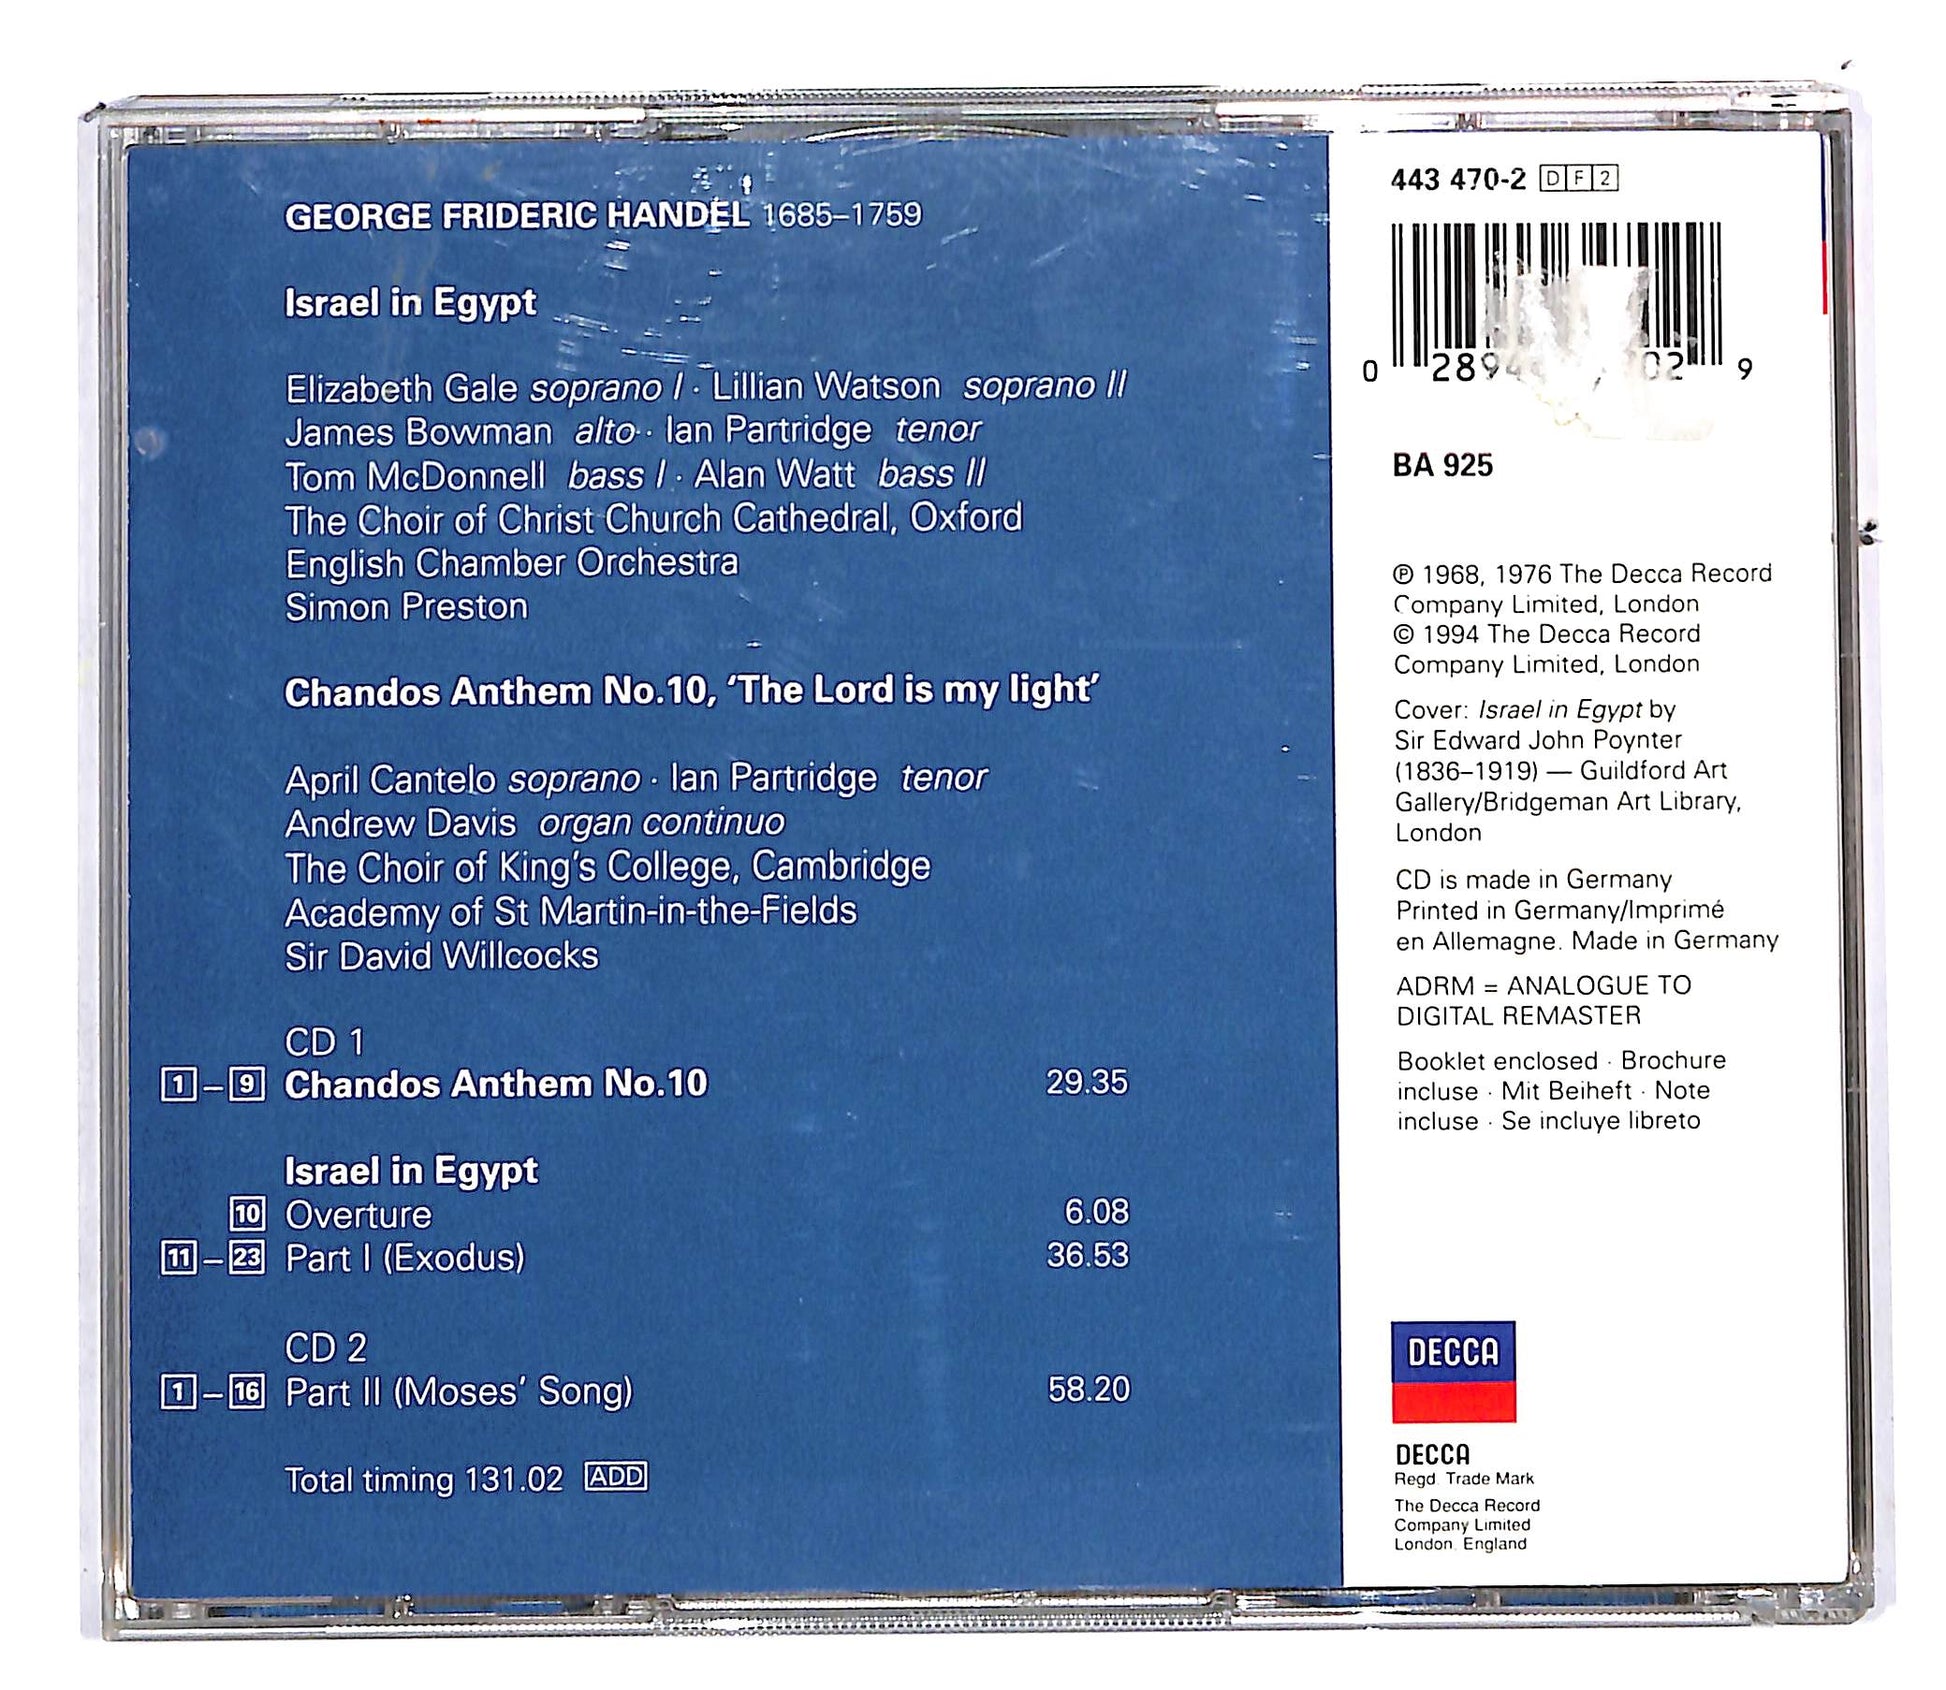 GEORGE FRIDERIC HANDEL 1685–1759
Israel in Egypt
Elizabeth Gale soprano I · Lillian Watson soprano II
James Bowman alto · Ian Partridge tenor
Tom McDonnell bass I · Alan Watt bass II
The Choir of Christ Church Cathedral, Oxford
English Chamber Orchestra
Simon Preston
Chandos Anthem No.10, ‘The Lord is my light’
April Cantelo soprano · Ian Partridge tenor
Andrew Davis organ continuo
The Choir of King's College, Cambridge
Academy of St Martin-in-the-Fields
Sir David Willcocks
CD 1
1–9 Chandos Anthem No.10 29.35
Israel in Egypt
10 Overture 6.08
11–23 Part I (Exodus) 36.53
CD 2
1–16 Part II (Moses’ Song) 58.20
Total timing 131.02 ADD
443 470-2 DF2
0 289 02 9
BA 925
℗ 1968, 1976 The Decca Record
Company Limited, London
© 1994 The Decca Record
Company Limited, London
Cover: Israel in Egypt by
Sir Edward John Poynter
(1836–1919) — Guildford Art
Gallery/Bridgeman Art Library,
London
CD is made in Germany
Printed in Germany/Imprimé
en Allemagne. Made in Germany
ADRM = ANALOGUE TO
DIGITAL REMASTER
Booklet enclosed · Brochure
incluse · Mit Beiheft · Note
incluse · Se incluye libreto
DECCA
DECCA
Regd. Trade Mark
The Decca Record
Company Limited
London. England